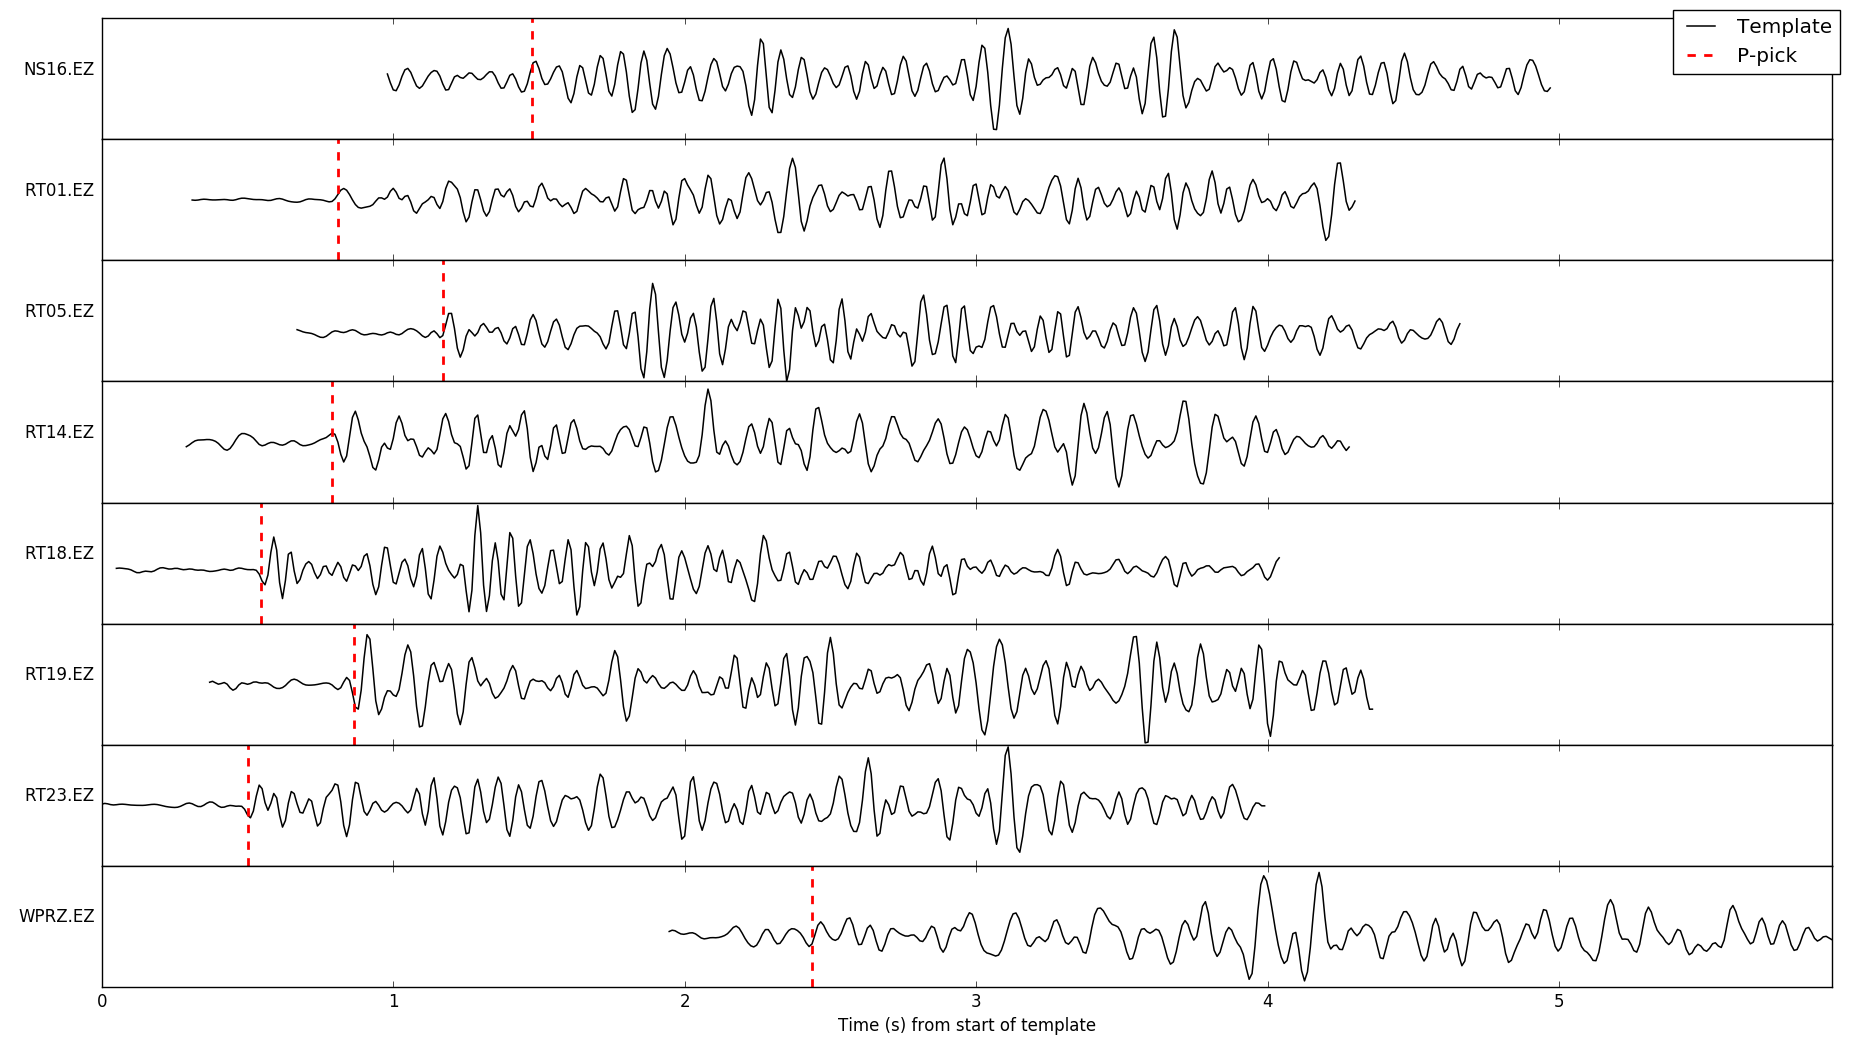 Template
P-pick
NS16.EZ
RT01.EZ
RT05.EZ
RT14.EZ
RT18.EZ
RT19.EZ
RT23.EZ
WPRZ.EZ
0 1 2 3 4 5
Time (s) from start of template